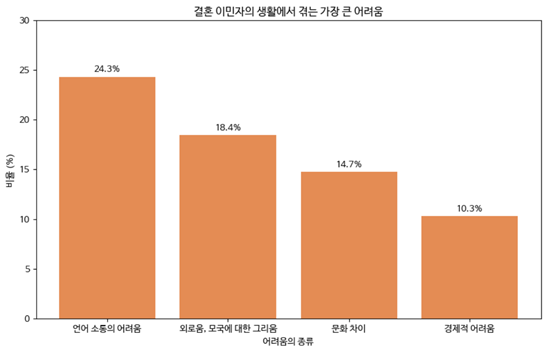 결혼 이민자의 생활에서 겪는 가장 큰 어려움
30
25
20
15
10
5
0
비율 (%)
24.3%
18.4%
14.7%
10.3%
언어 소통의 어려움
외로움, 모국에 대한 그리움
문화 차이
경제적 어려움
어려움의 종류